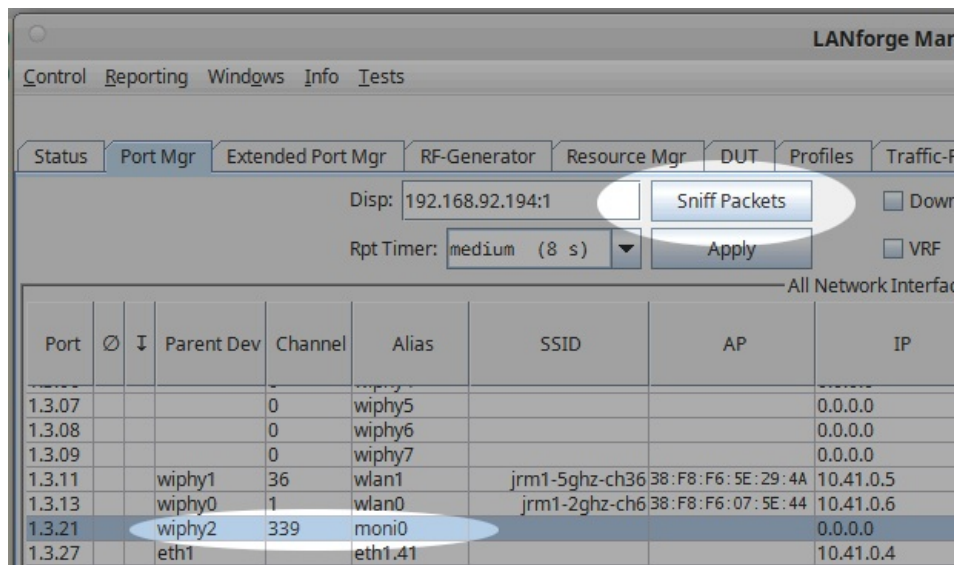 LANforge Mar
Control Reporting Windows Info Tests
Status Port Mgr Extended Port Mgr RF-Generator Resource Mgr DUT Profiles Traffic-P
Disp: 192.168.92.194:1 Sniff Packets Down
Rpt Timer: medium (8 s) Apply VRF
All Network Interfac
Port ∅ ↧ Parent Dev Channel Alias SSID AP IP
1.3.07 0 wiphy5 0.0.0.0
1.3.08 0 wiphy6 0.0.0.0
1.3.09 0 wiphy7 0.0.0.0
1.3.11 wiphy1 36 wlan1 jrm1-5ghz-ch36 38:F8:F6:5E:29:4A 10.41.0.5
1.3.13 wiphy0 1 wlan0 jrm1-2ghz-ch6 38:F8:F6:07:5E:44 10.41.0.6
1.3.21 wiphy2 339 moni0 0.0.0.0
1.3.27 eth1 eth1.41 10.41.0.4